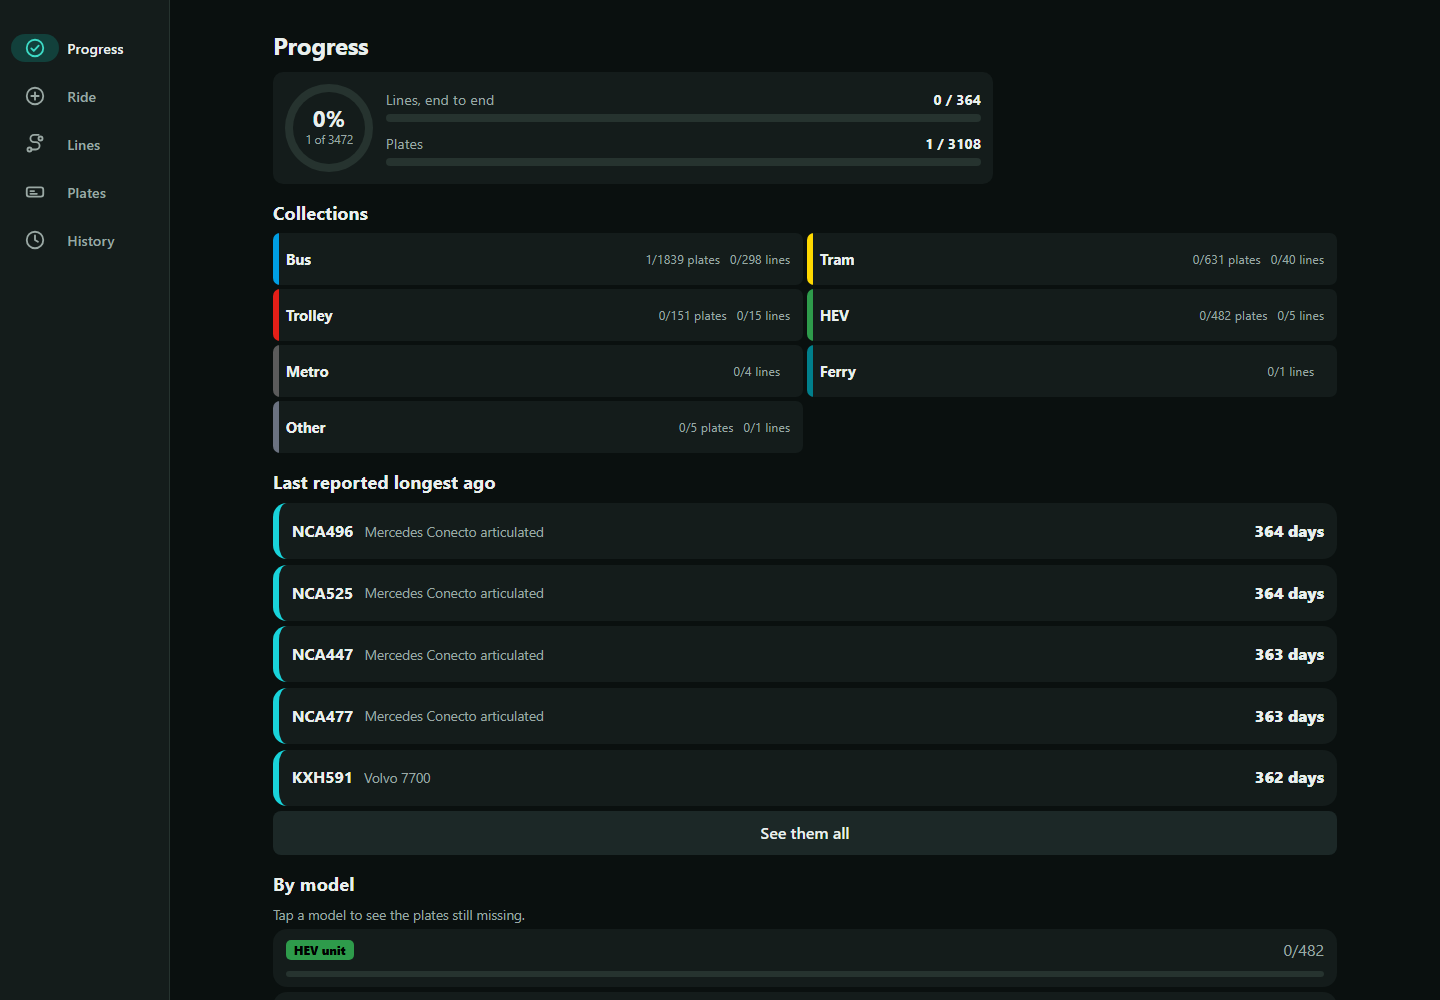 Progress
Ride
Lines
Plates
History
Progress
0%
1 of 3472
Lines, end to end 0 / 364
Plates 1 / 3108
Collections
Bus 1/1839 plates 0/298 lines
Tram 0/631 plates 0/40 lines
Trolley 0/151 plates 0/15 lines
HEV 0/482 plates 0/5 lines
Metro 0/4 lines
Ferry 0/1 lines
Other 0/5 plates 0/1 lines
Last reported longest ago
NCA496 Mercedes Conecto articulated 364 days
NCA525 Mercedes Conecto articulated 364 days
NCA447 Mercedes Conecto articulated 363 days
NCA477 Mercedes Conecto articulated 363 days
KXH591 Volvo 7700 362 days
See them all
By model
Tap a model to see the plates still missing.
HEV unit 0/482